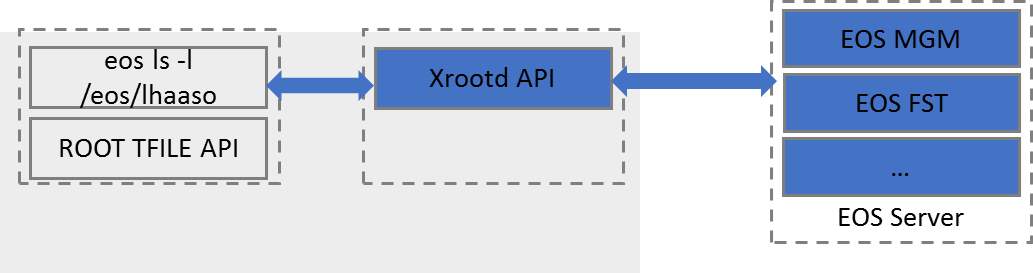 eos ls -l
/eos/lhaaso
ROOT TFILE API
Xrootd API
EOS MGM
EOS FST
...
EOS Server